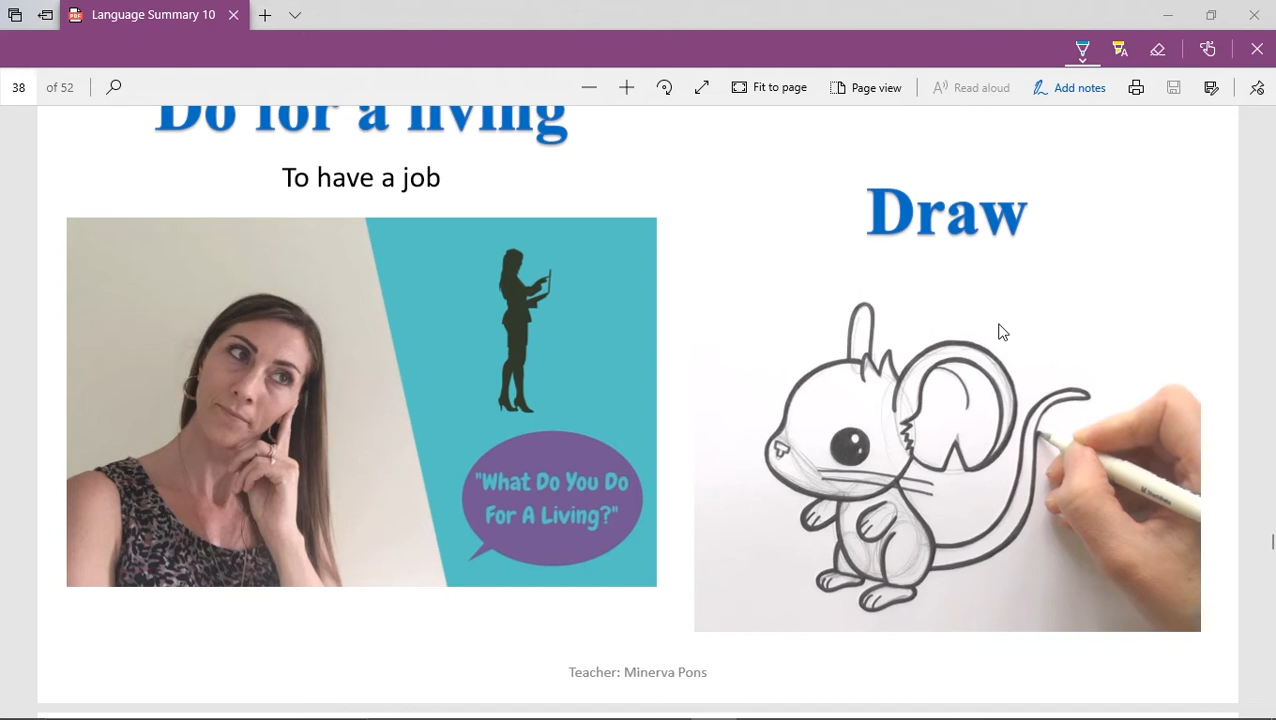 Language Summary 10
38 of 52
Fit to page
Page view
Read aloud
Add notes
Do for a living
To have a job
"What Do You Do
For A Living?"
Draw
Teacher: Minerva Pons